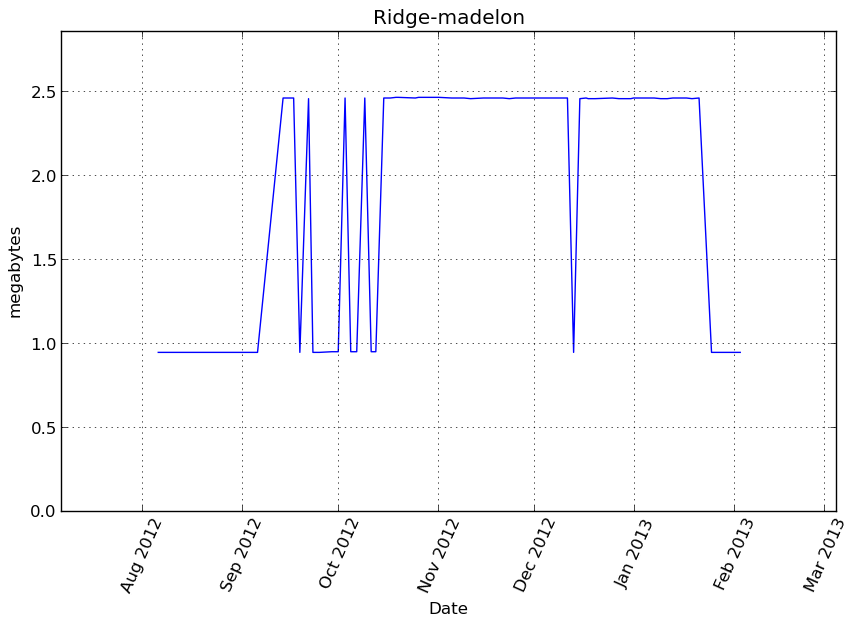 Ridge-madelon
megabytes
2.5
2.0
1.5
1.0
0.5
0.0
Aug 2012
Sep 2012
Oct 2012
Nov 2012
Dec 2012
Jan 2013
Feb 2013
Mar 2013
Date